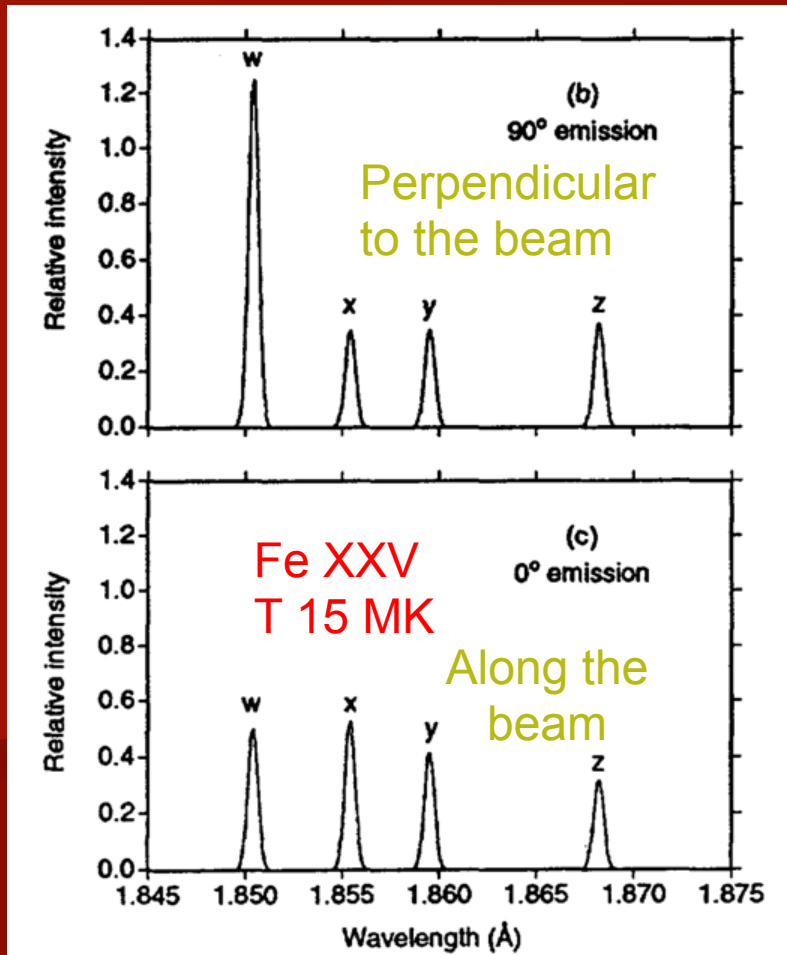 1.4
1.2
1.0
0.8
0.6
0.4
0.2
0.0
Relative intensity
w
x
y
z
(b)
90° emission
Perpendicular
to the beam
1.4
1.2
1.0
0.8
0.6
0.4
0.2
0.0
Relative intensity
(c)
0° emission
Fe XXV
T 15 MK
Along the
beam
w
x
y
z
1.845 1.850 1.855 1.860 1.865 1.870 1.875
Wavelength (Å)